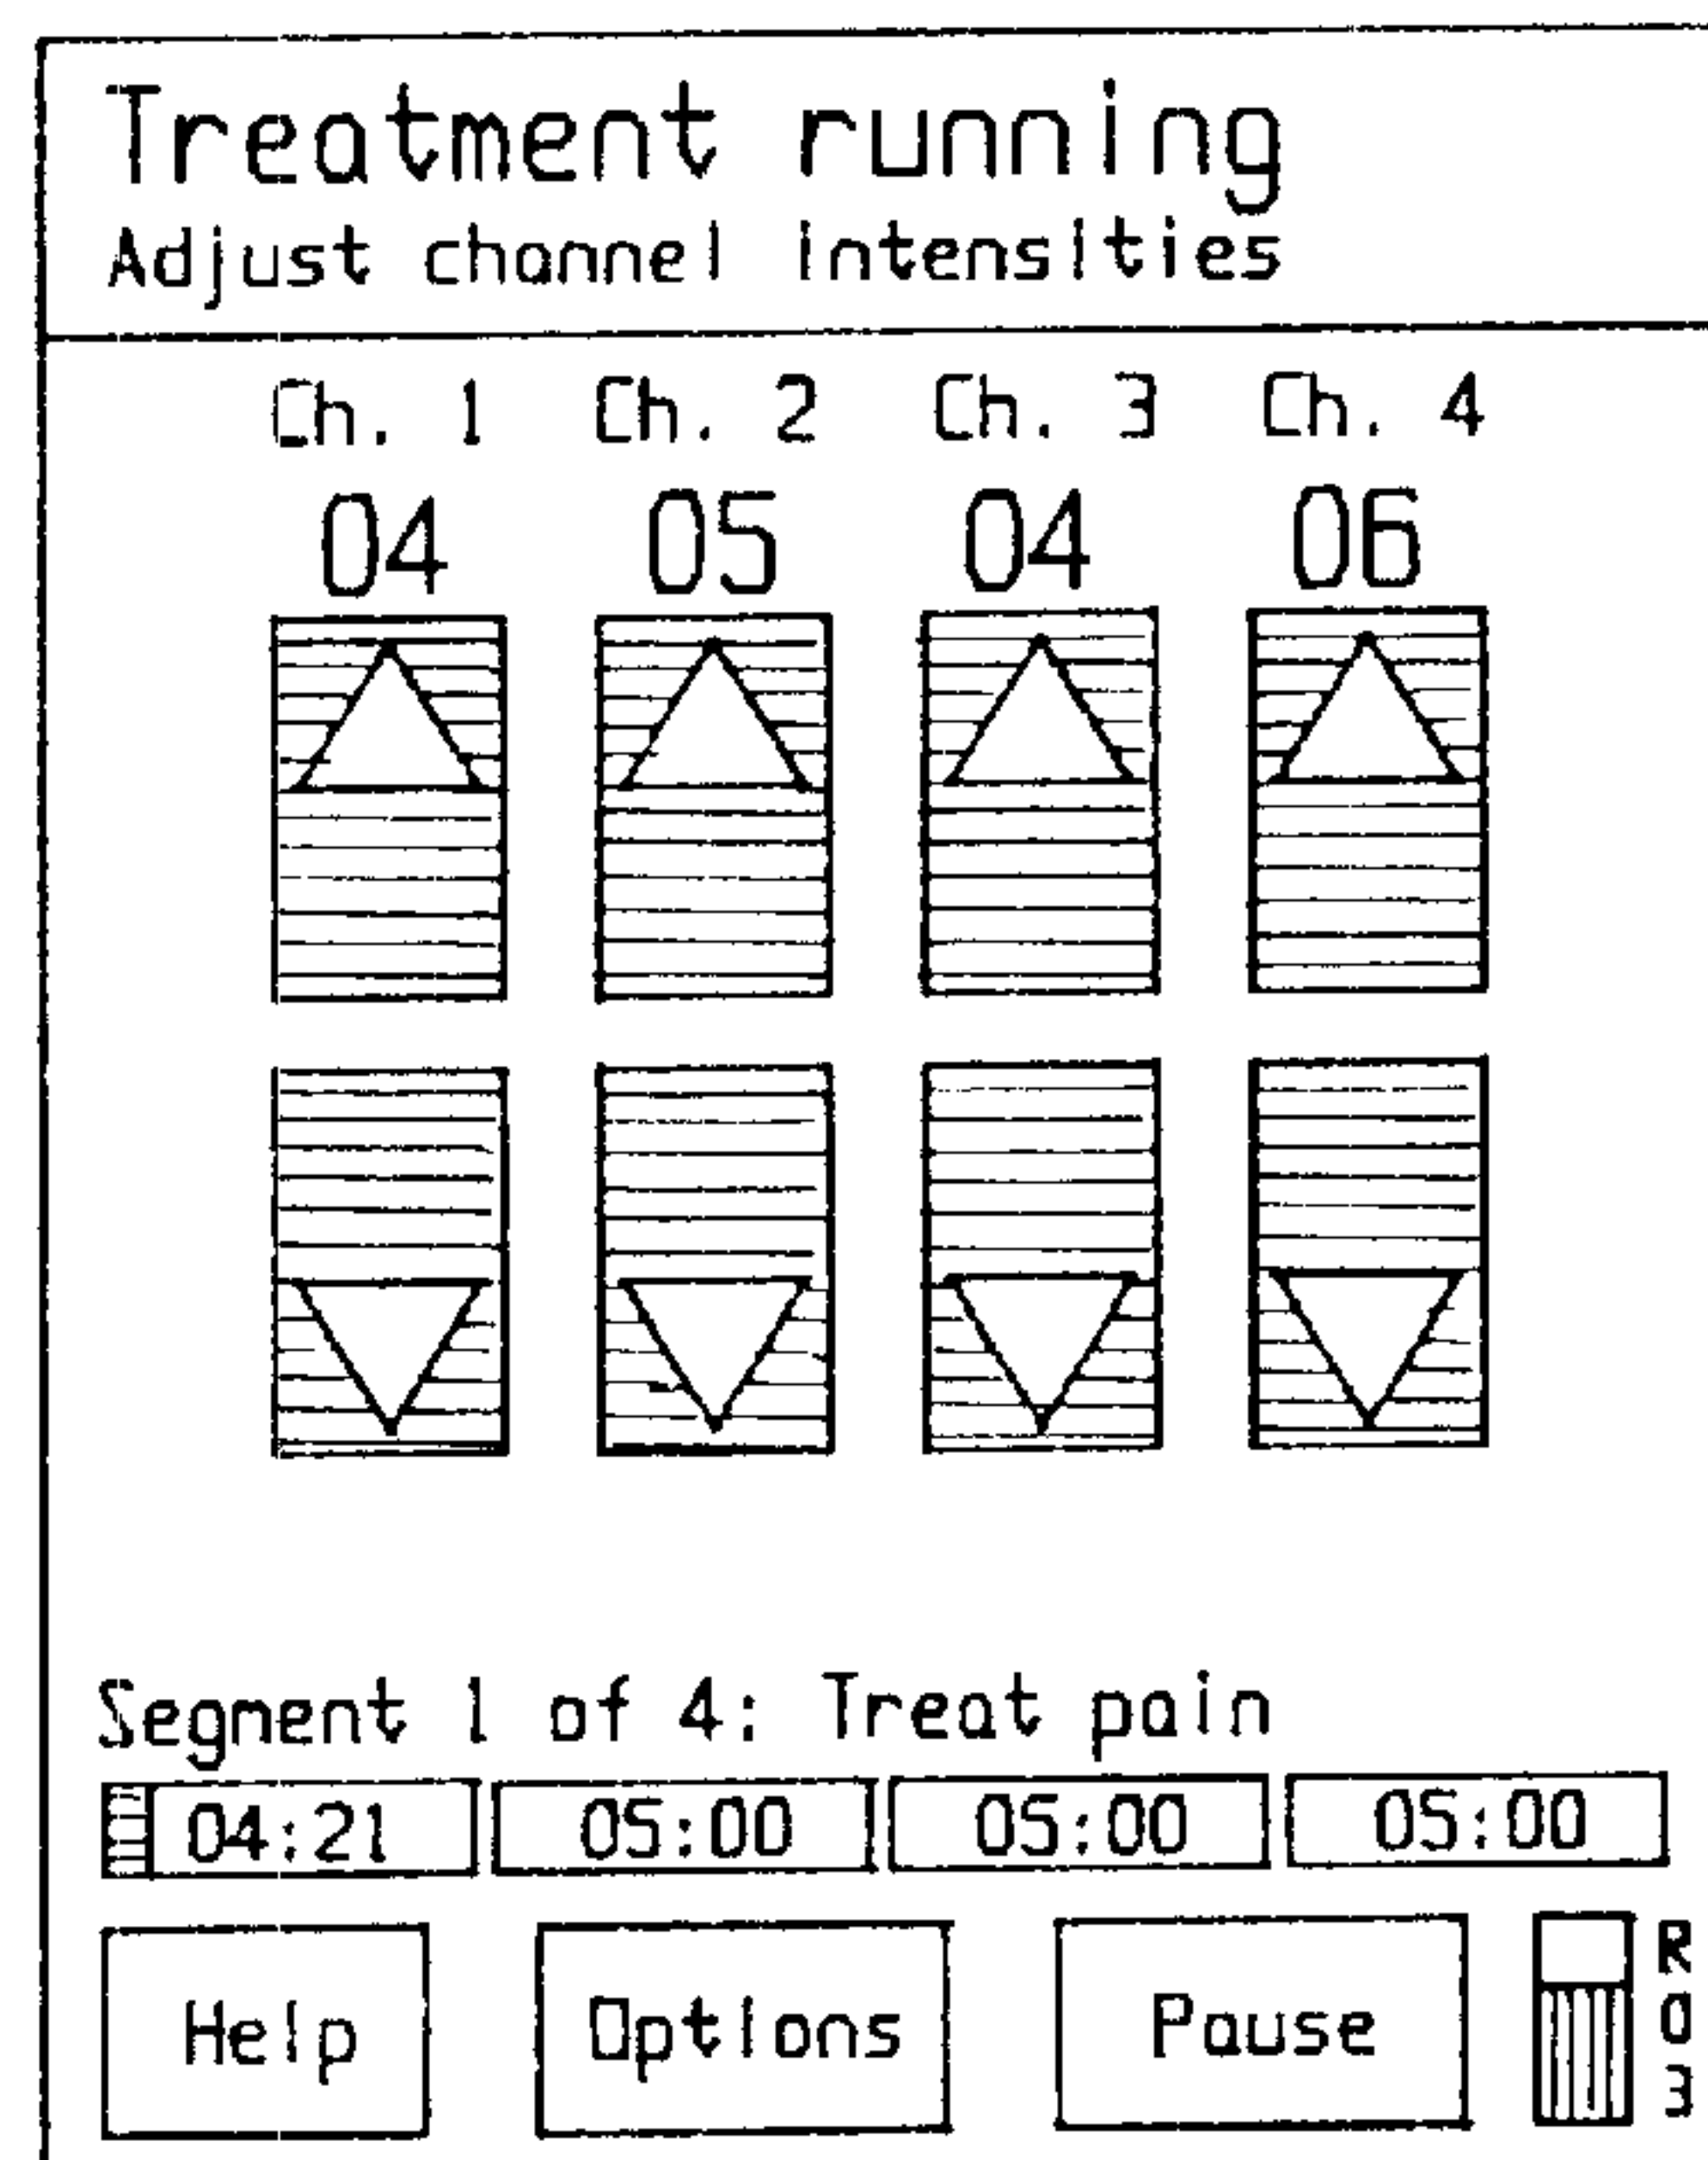 Treatment running
Adjust channel intensities
Ch. 1 Ch. 2 Ch. 3 Ch. 4
04 05 04 06
Segment 1 of 4: Treat pain
04:21 05:00 05:00 05:00
Help Options Pause
R
0
3